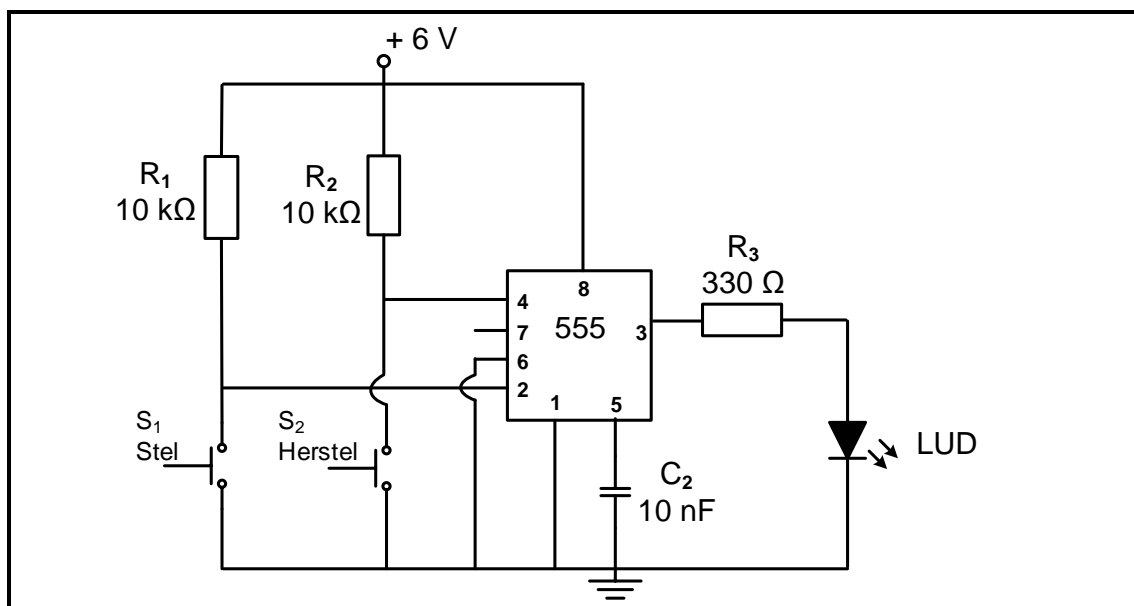 + 6 V
R₁
10 kΩ
R₂
10 kΩ
R₃
330 Ω
8
4
7
555
3
6
2
1
5
S₁
Stel
S₂
Herstel
C₂
10 nF
LUD